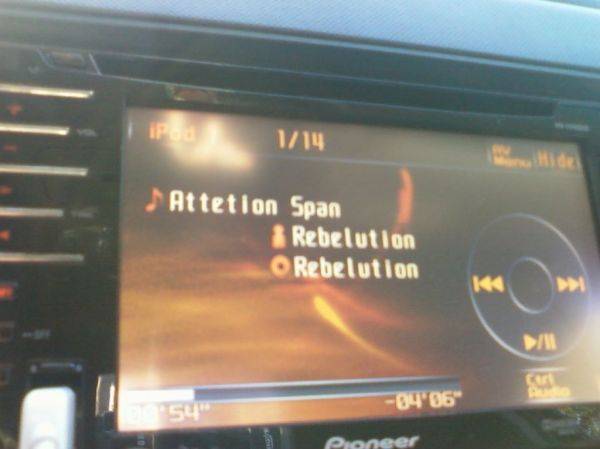 iPod 1/14 AV Menu Hide
Attetion Span
Rebelution
Rebelution
Ctrl Audio
00'54" -04'06"
Pioneer